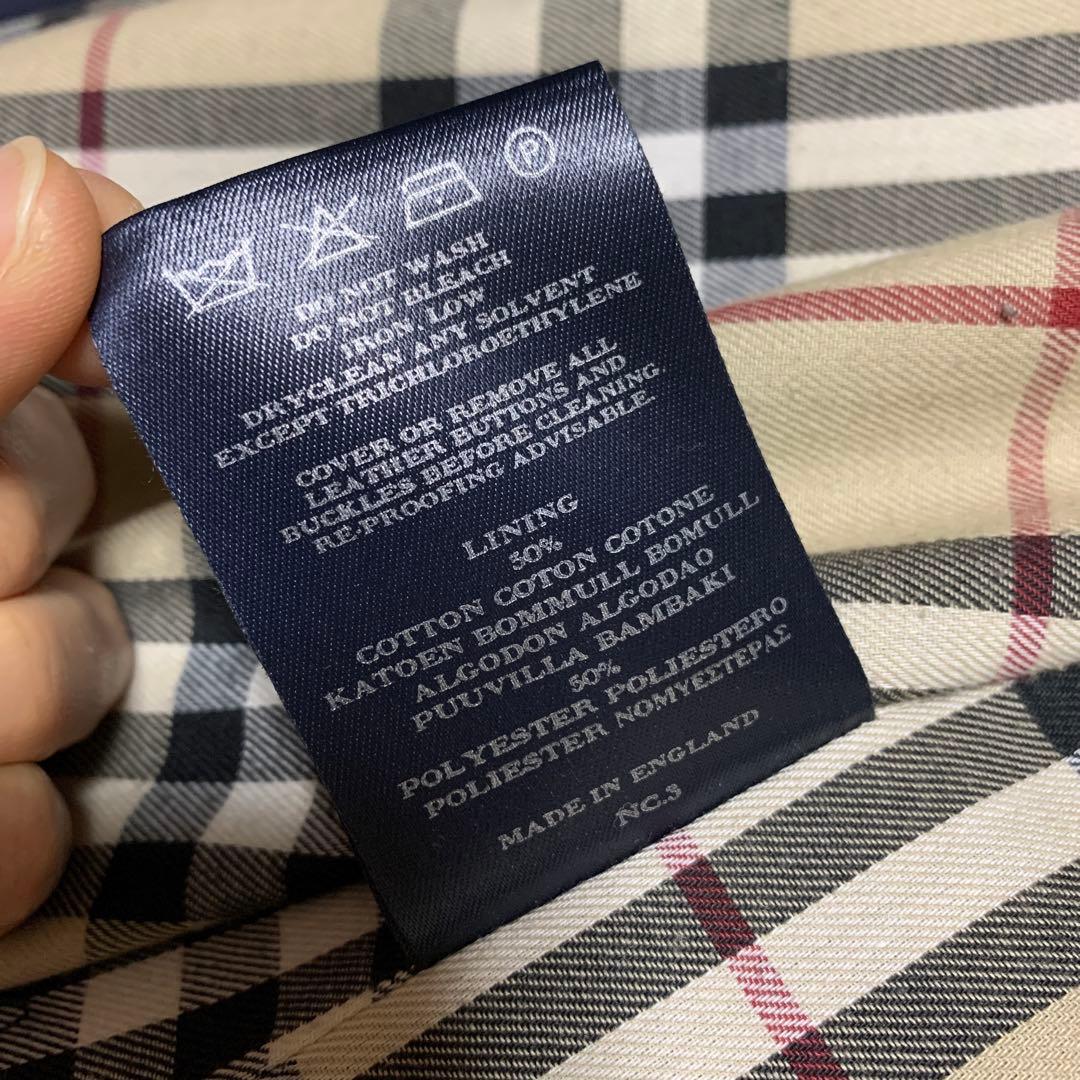 P
DO NOT WASH
DO NOT BLEACH
IRON, LOW
DRYCLEAN ANY SOLVENT
EXCEPT TRICHLOROETHYLENE
COVER OR REMOVE ALL
LEATHER BUTTONS AND
BUCKLES BEFORE CLEANING.
RE-PROOFING ADVISABLE.
LINING
50%
COTTON COTON COTONE
KATOEN BOMMULL BOMULL
ALGODON ALGODAO
PUUVILLA BAMBAKI
50%
POLYESTER POLIESTERO
POLIESTER ΝΟΜΥΕΣΤΕΡΑΣ
MADE IN ENGLAND
NC.3